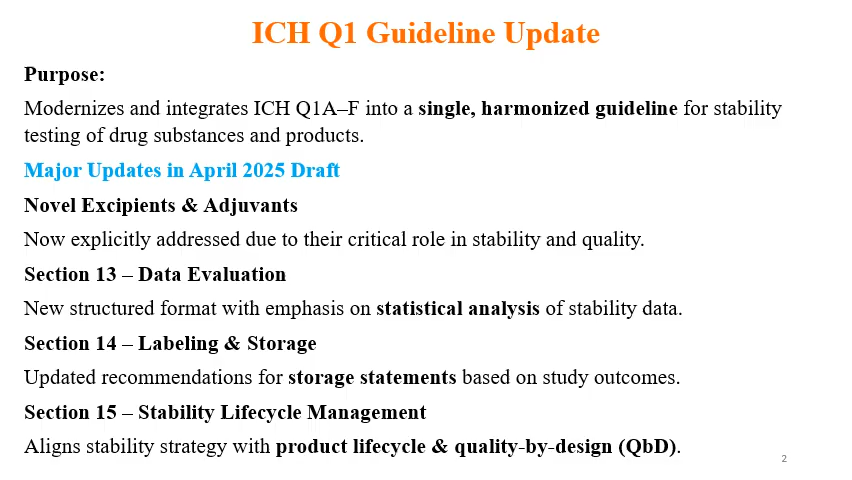 ICH Q1 Guideline Update
Purpose:
Modernizes and integrates ICH Q1A–F into a single, harmonized guideline for stability
testing of drug substances and products.
Major Updates in April 2025 Draft
Novel Excipients & Adjuvants
Now explicitly addressed due to their critical role in stability and quality.
Section 13 – Data Evaluation
New structured format with emphasis on statistical analysis of stability data.
Section 14 – Labeling & Storage
Updated recommendations for storage statements based on study outcomes.
Section 15 – Stability Lifecycle Management
Aligns stability strategy with product lifecycle & quality-by-design (QbD).
2